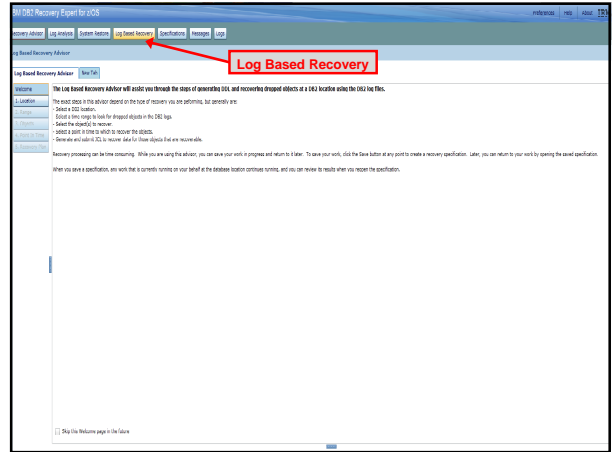 BM DB2 Recovery Expert for z/OS
Preferences Help About IBM
ecovery Advisor Log Analysis System Restore Log Based Recovery Specifications Messages Logs
og Based Recovery Advisor
Log Based Recovery
Log Based Recovery Advisor New Tab
Welcome
1. Location
2. Range
3. Objects
4. Point in Time
5. Recovery Plan
The Log Based Recovery Advisor will assist you through the steps of generating DDL and recovering dropped objects at a DB2 location using the DB2 log files.
The exact steps in this advisor depend on the type of recovery you are performing, but generally are:
- Select a DB2 location.
- Select a time range to look for dropped objects in the DB2 logs.
- Select the object(s) to recover.
- Select a point in time to which to recover the objects.
- Generate and submit JCL to recover data for those objects that are recoverable.
Recovery processing can be time consuming. While you are using this advisor, you can save your work in progress and return to it later. To save your work, click the Save button at any point to create a recovery specification. Later, you can return to your work by opening the saved specification.
When you save a specification, any work that is currently running on your behalf at the database location continues running, and you can review its results when you reopen the specification.
Skip this Welcome page in the future